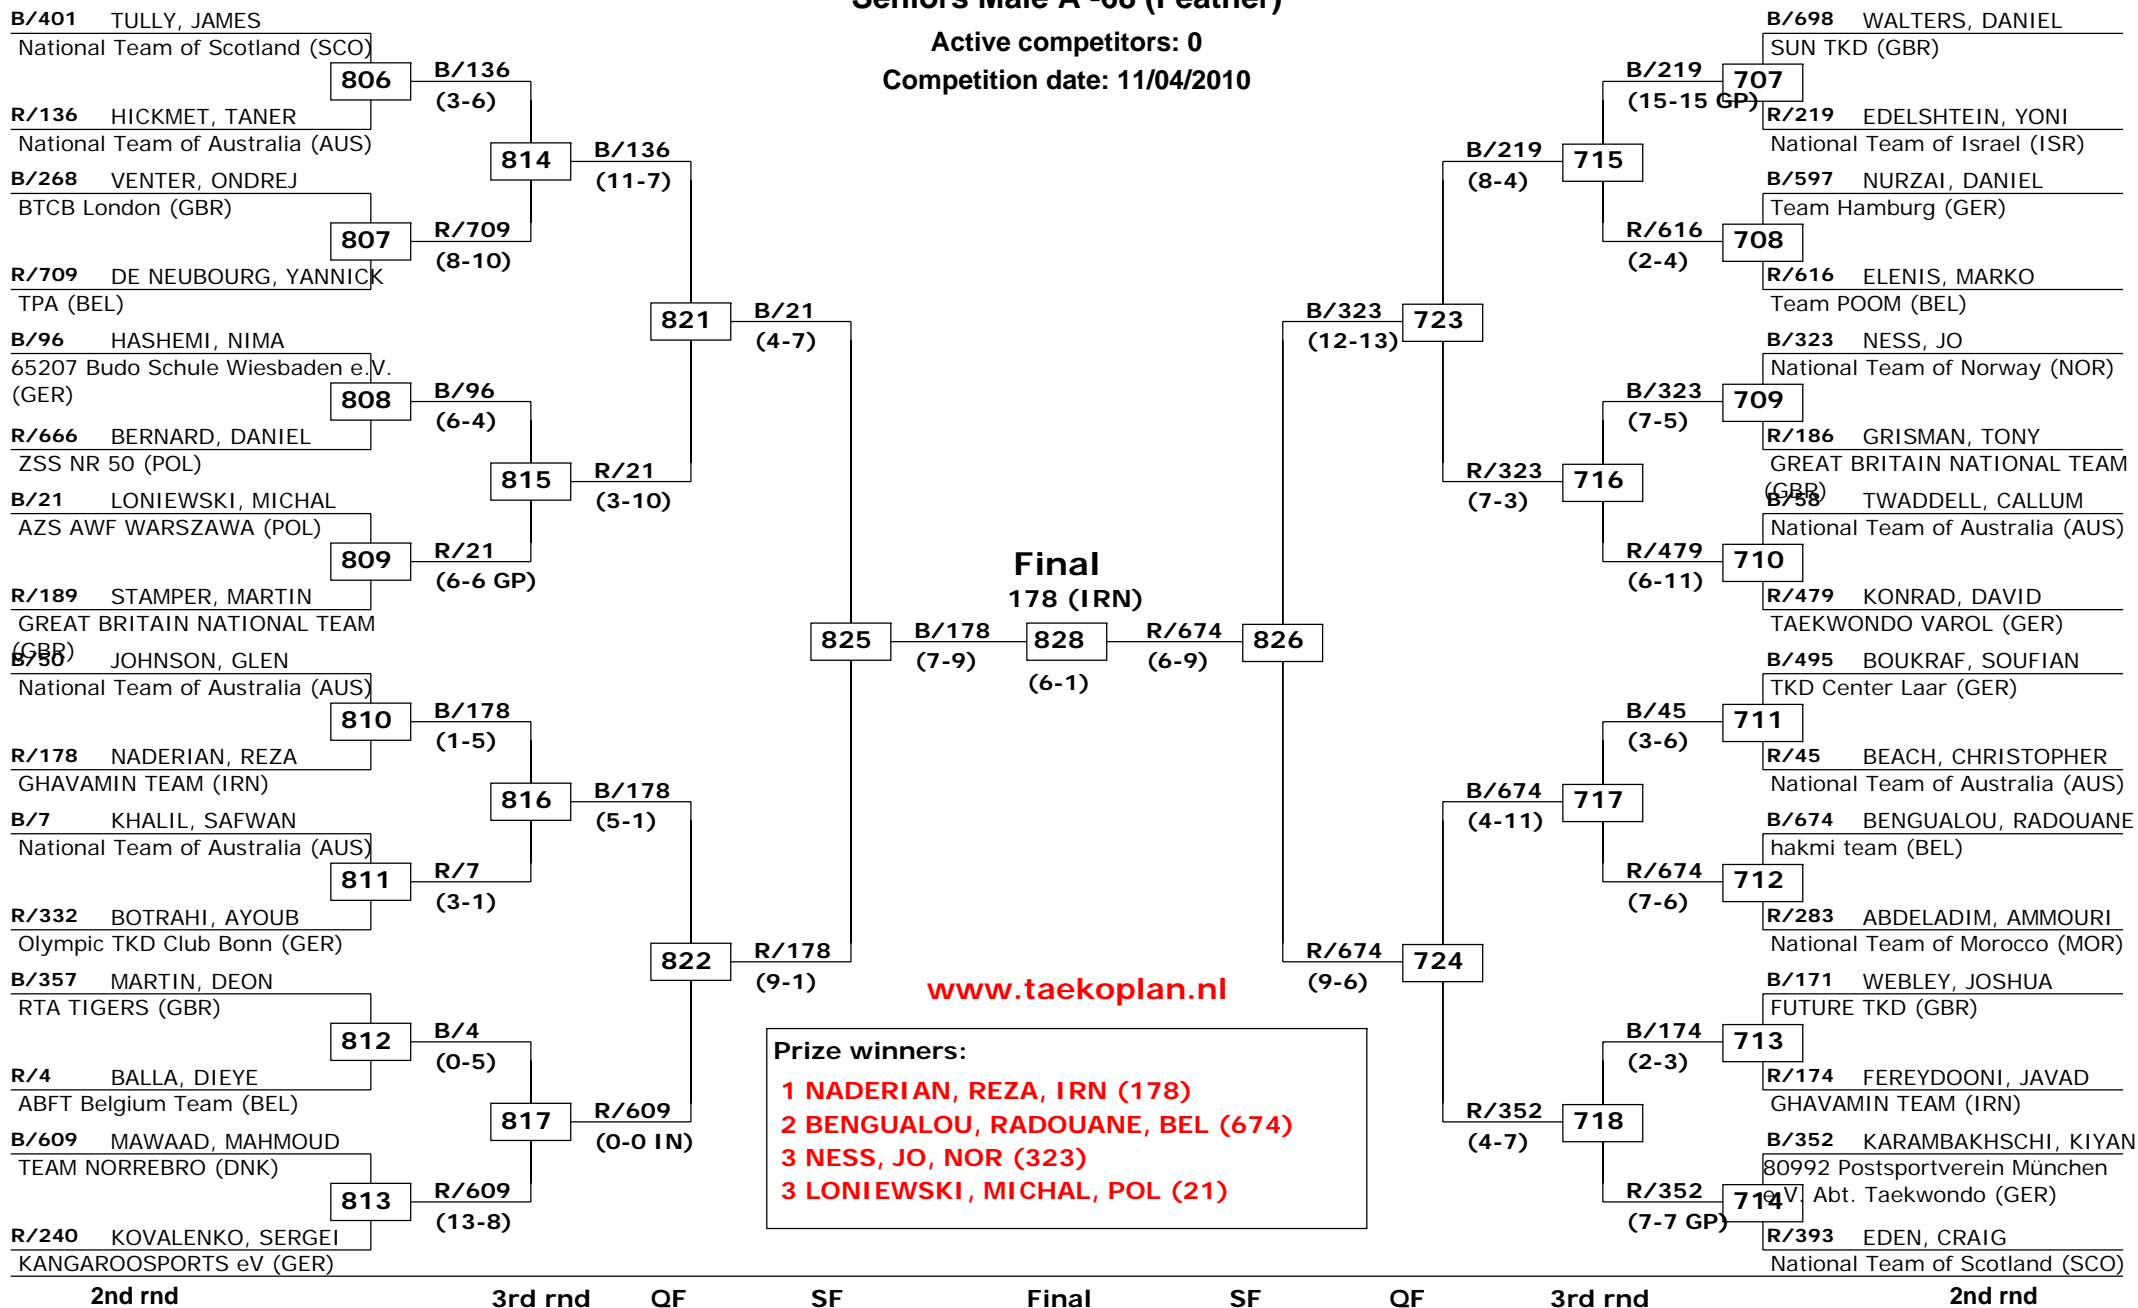 Seniors Male A -68 (Feather)
Active competitors: 0
Competition date: 11/04/2010
B/401 TULLY, JAMES
National Team of Scotland (SCO)
806
B/136
(3-6)
R/136 HICKMET, TANER
National Team of Australia (AUS)
814
B/136
(11-7)
B/268 VENTER, ONDREJ
BTCB London (GBR)
807
R/709
(8-10)
R/709 DE NEUBOURG, YANNICK
TPA (BEL)
821
B/21
(4-7)
B/96 HASHEMI, NIMA
65207 Budo Schule Wiesbaden e.V.
(GER)
808
B/96
(6-4)
R/666 BERNARD, DANIEL
ZSS NR 50 (POL)
815
R/21
(3-10)
B/21 LONIEWSKI, MICHAL
AZS AWF WARSZAWA (POL)
809
R/21
(6-6 GP)
R/189 STAMPER, MARTIN
GREAT BRITAIN NATIONAL TEAM
(GBR)
825
B/178
(7-9)
B/50 JOHNSON, GLEN
National Team of Australia (AUS)
810
B/178
(1-5)
R/178 NADERIAN, REZA
GHAVAMIN TEAM (IRN)
816
B/178
(5-1)
B/7 KHALIL, SAFWAN
National Team of Australia (AUS)
811
R/7
(3-1)
R/332 BOTRAHI, AYOUB
Olympic TKD Club Bonn (GER)
822
R/178
(9-1)
B/357 MARTIN, DEON
RTA TIGERS (GBR)
812
B/4
(0-5)
R/4 BALLA, DIEYE
ABFT Belgium Team (BEL)
817
R/609
(0-0 IN)
B/609 MAWAAD, MAHMOUD
TEAM NORREBRO (DNK)
813
R/609
(13-8)
R/240 KOVALENKO, SERGEI
KANGAROOSPORTS eV (GER)
Final
178 (IRN)
828
(6-1)
B/698 WALTERS, DANIEL
SUN TKD (GBR)
B/219
(15-15 GP)
707
R/219 EDELSHTEIN, YONI
National Team of Israel (ISR)
B/219
(8-4)
715
B/597 NURZAI, DANIEL
Team Hamburg (GER)
R/616
(2-4)
708
R/616 ELENIS, MARKO
Team POOM (BEL)
B/323
(12-13)
723
B/323 NESS, JO
National Team of Norway (NOR)
B/323
(7-5)
709
R/186 GRISMAN, TONY
GREAT BRITAIN NATIONAL TEAM
(GBR)
R/323
(7-3)
716
B/58 TWADDELL, CALLUM
National Team of Australia (AUS)
R/479
(6-11)
710
R/479 KONRAD, DAVID
TAEKWONDO VAROL (GER)
R/674
(6-9)
826
B/495 BOUKRAF, SOUFIAN
TKD Center Laar (GER)
B/45
(3-6)
711
R/45 BEACH, CHRISTOPHER
National Team of Australia (AUS)
B/674
(4-11)
717
B/674 BENGUALOU, RADOUANE
hakmi team (BEL)
R/674
(7-6)
712
R/283 ABDELADIM, AMMOURI
National Team of Morocco (MOR)
R/674
(9-6)
724
B/171 WEBLEY, JOSHUA
FUTURE TKD (GBR)
B/174
(2-3)
713
R/174 FEREYDOONI, JAVAD
GHAVAMIN TEAM (IRN)
R/352
(4-7)
718
B/352 KARAMBAKHSCHI, KIYAN
80992 Postsportverein München
e.V. Abt. Taekwondo (GER)
R/352
(7-7 GP)
714
R/393 EDEN, CRAIG
National Team of Scotland (SCO)
www.taekoplan.nl
Prize winners:
1 NADERIAN, REZA, IRN (178)
2 BENGUALOU, RADOUANE, BEL (674)
3 NESS, JO, NOR (323)
3 LONIEWSKI, MICHAL, POL (21)
2nd rnd 3rd rnd QF SF Final SF QF 3rd rnd 2nd rnd